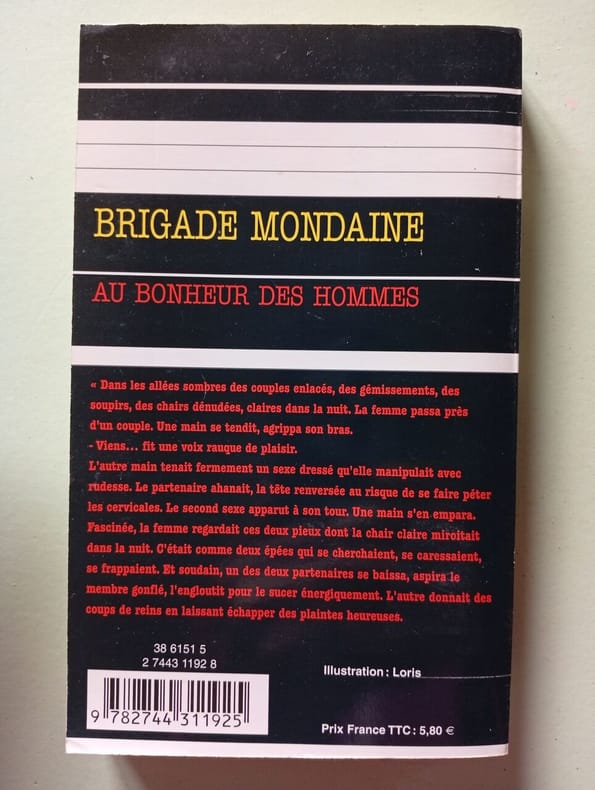 BRIGADE MONDAINE
AU BONHEUR DES HOMMES
« Dans les allées sombres des couples enlacés, des gémissements, des
soupirs, des chairs dénudées, claires dans la nuit. La femme passa près
d'un couple. Une main se tendit, agrippa son bras.
- Viens... fit une voix rauque de plaisir.
L'autre main tenait fermement un sexe dressé qu'elle manipulait avec
rudesse. Le partenaire ahanait, la tête renversée au risque de se faire péter
les cervicales. Le second sexe apparut à son tour. Une main s'en empara.
Fascinée, la femme regardait ces deux pieux dont la chair claire miroitait
dans la nuit. C'était comme deux épées qui se cherchaient, se caressaient,
se frappaient. Et soudain, un des deux partenaires se baissa, aspira le
membre gonflé, l'engloutit pour le sucer énergiquement. L'autre donnait des
coups de reins en laissant échapper des plaintes heureuses.
38 6151 5
2 7443 1192 8
Illustration : Loris
9 782744 311925
Prix France TTC : 5,80 €